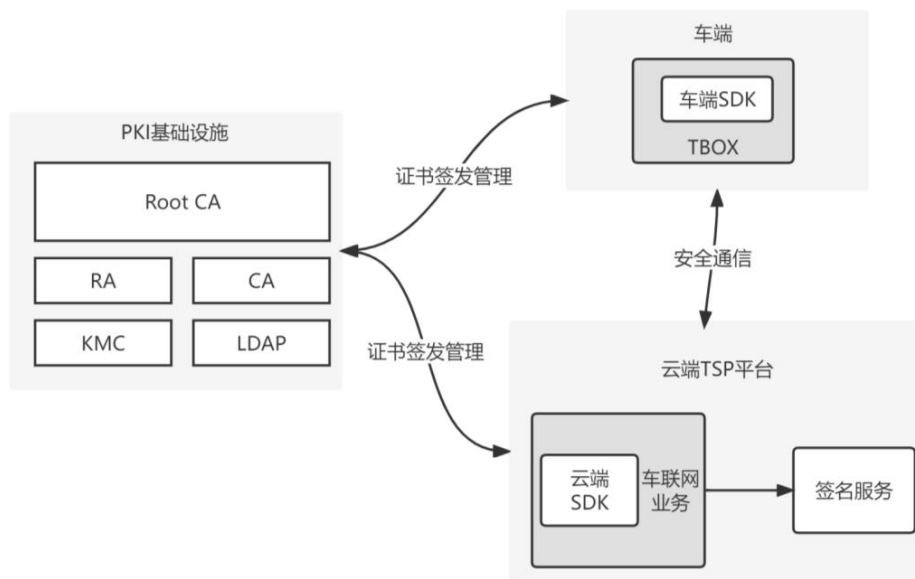 PKI基础设施
Root CA
RA
CA
KMC
LDAP
证书签发管理
证书签发管理
车端
车端SDK
TBOX
安全通信
云端TSP平台
云端
SDK
车联网
业务
签名服务